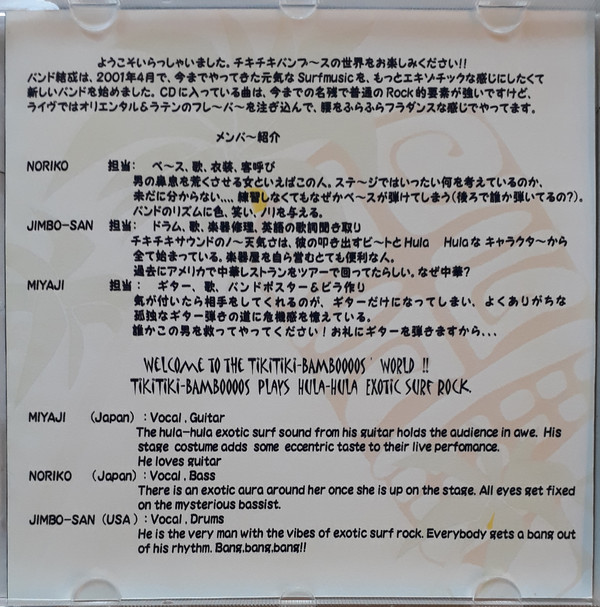 ようこそいらっしゃいました。チキチキバンブ～スの世界をお楽しみください!!
バンド結成は、2001年4月で、今までやってきた元気なSurfmusicを、もっとエキゾチックな感じにしたくて
新しいバンドを始めました。CDに入っている曲は、今までの名残で普通のRock的要素が強いですけど、
ライヴではオリエンタル&ラテンのフレ～バ～を注ぎ込んで、腰をふらふらフラダンスな感じでやってます。
メンバ～紹介
NORIKO 担当： ベ～ス、歌、衣装、客呼び
男の鼻息を荒くさせる女といえばこの人。ステ～ジではいったい何を考えているのか、
未だに分からない....練習しなくてもなぜかベ～スが弾けてしまう(後ろで誰か弾いてるの?)。
バンドのリズムに色、笑い、ノリを与える。
JIMBO-SAN 担当： ドラム、歌、楽器修理、英語の歌詞聞き取り
チキチキサウンドのノ～天気さは、彼の叩き出すビ～トとHula Hulaな キャラクタ～から
全て始まっている。楽器屋を自ら営むとても便利な人。
過去にアメリカで中華レストランをツアーで回ってたらしい。なぜ中華?
MIYAJI 担当： ギター、歌、バンドポスター&ビラ作り
気が付いたら相手をしてくれるのが、ギターだけになってしまい、よくありがちな
孤独なギター弾きの道に危機感を憶えている。
誰かこの男を救ってやってください!お礼にギターを弾きますから...
WELCOME TO THE TIKITIKI-BAMBOOOOS ' WORLD !!
TIKITIKI-BAMBOOOOS PLAYS HULA-HULA EXOTIC SURF ROCK.
MIYAJI (Japan) : Vocal , Guitar
The hula-hula exotic surf sound from his guitar holds the audience in awe. His
stage costume adds some eccentric taste to their live perfomance.
He loves guitar
NORIKO (Japan) : Vocal , Bass
There is an exotic aura around her once she is up on the stage. All eyes get fixed
on the mysterious bassist.
JIMBO-SAN (USA) : Vocal , Drums
He is the very man with the vibes of exotic surf rock. Everybody gets a bang out
of his rhythm. Bang,bang,bang!!